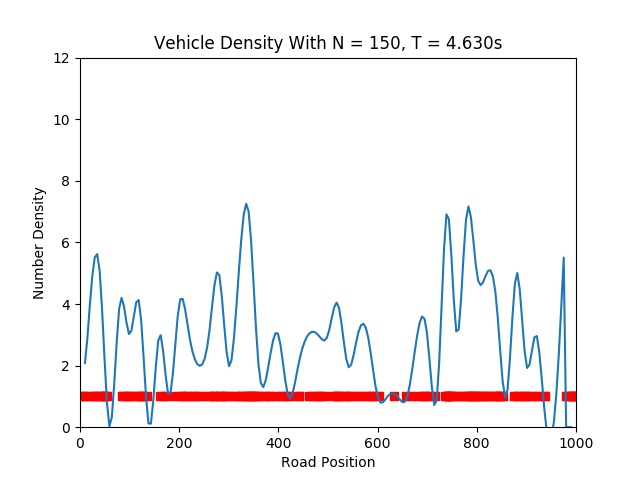 Vehicle Density With N = 150, T = 4.630s
12
10
8
6
4
2
0
Number Density
0 200 400 600 800 1000
Road Position